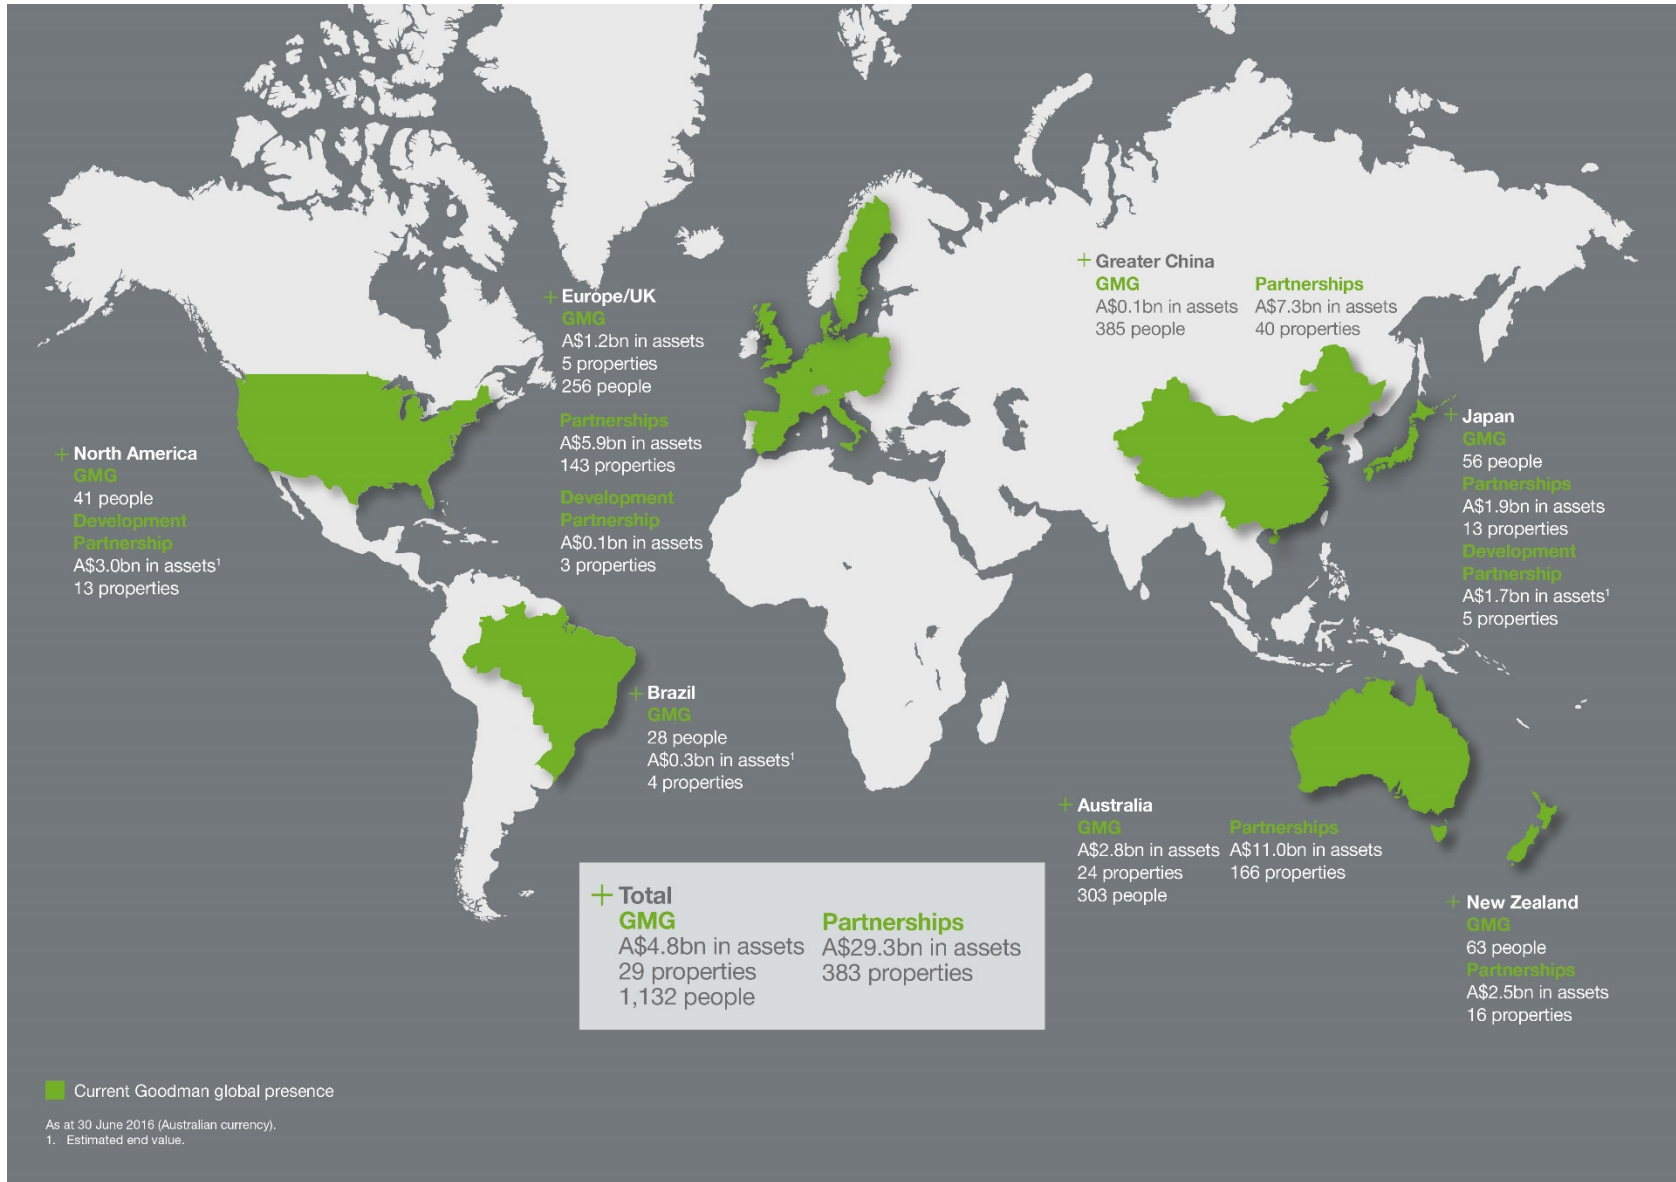 + North America
GMG
41 people
Development
Partnership
A$3.0bn in assets¹
13 properties
+ Europe/UK
GMG
A$1.2bn in assets
5 properties
256 people
Partnerships
A$5.9bn in assets
143 properties
Development
Partnership
A$0.1bn in assets
3 properties
+ Greater China
GMG
A$0.1bn in assets
385 people
Partnerships
A$7.3bn in assets
40 properties
+ Japan
GMG
56 people
Partnerships
A$1.9bn in assets
13 properties
Development
Partnership
A$1.7bn in assets¹
5 properties
+ Brazil
GMG
28 people
A$0.3bn in assets¹
4 properties
+ Australia
GMG
A$2.8bn in assets
24 properties
303 people
Partnerships
A$11.0bn in assets
166 properties
+ New Zealand
GMG
63 people
Partnerships
A$2.5bn in assets
16 properties
+ Total
GMG
A$4.8bn in assets
29 properties
1,132 people
Partnerships
A$29.3bn in assets
383 properties
Current Goodman global presence
As at 30 June 2016 (Australian currency).
1. Estimated end value.